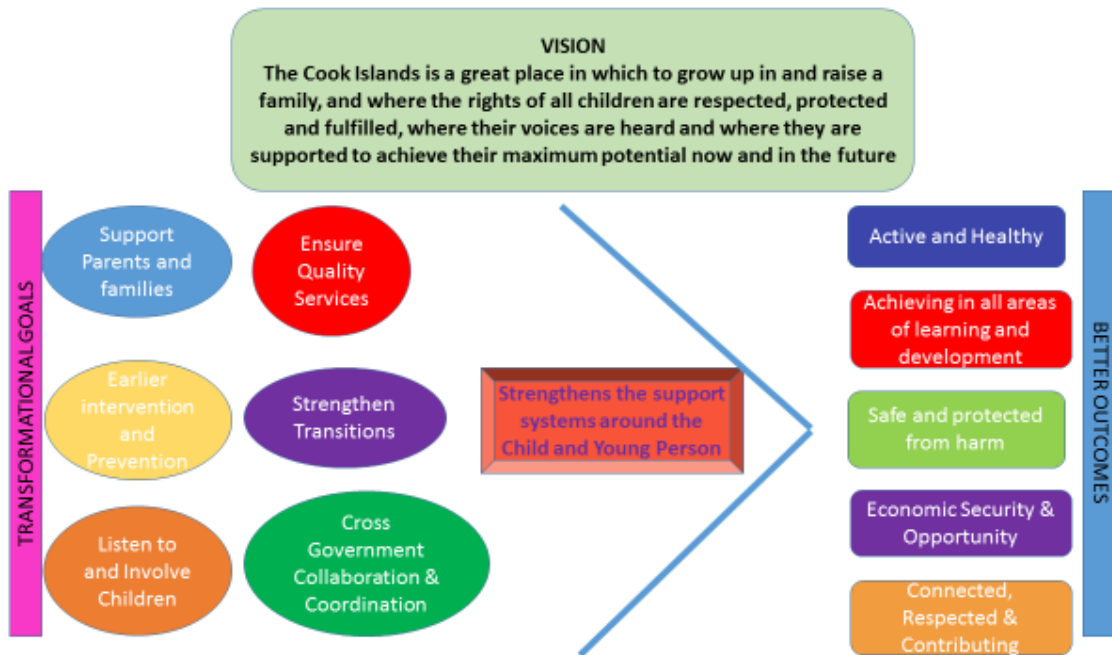 VISION
The Cook Islands is a great place in which to grow up in and raise a
family, and where the rights of all children are respected, protected
and fulfilled, where their voices are heard and where they are
supported to achieve their maximum potential now and in the future
TRANSFORMATIONAL GOALS
Support
Parents and
families
Ensure
Quality
Services
Earlier
intervention
and
Prevention
Strengthen
Transitions
Listen to
and Involve
Children
Cross
Government
Collaboration &
Coordination
Strengthens the support
systems around the
Child and Young Person
Active and Healthy
Achieving in all areas
of learning and
development
Safe and protected
from harm
Economic Security &
Opportunity
Connected,
Respected &
Contributing
BETTER OUTCOMES